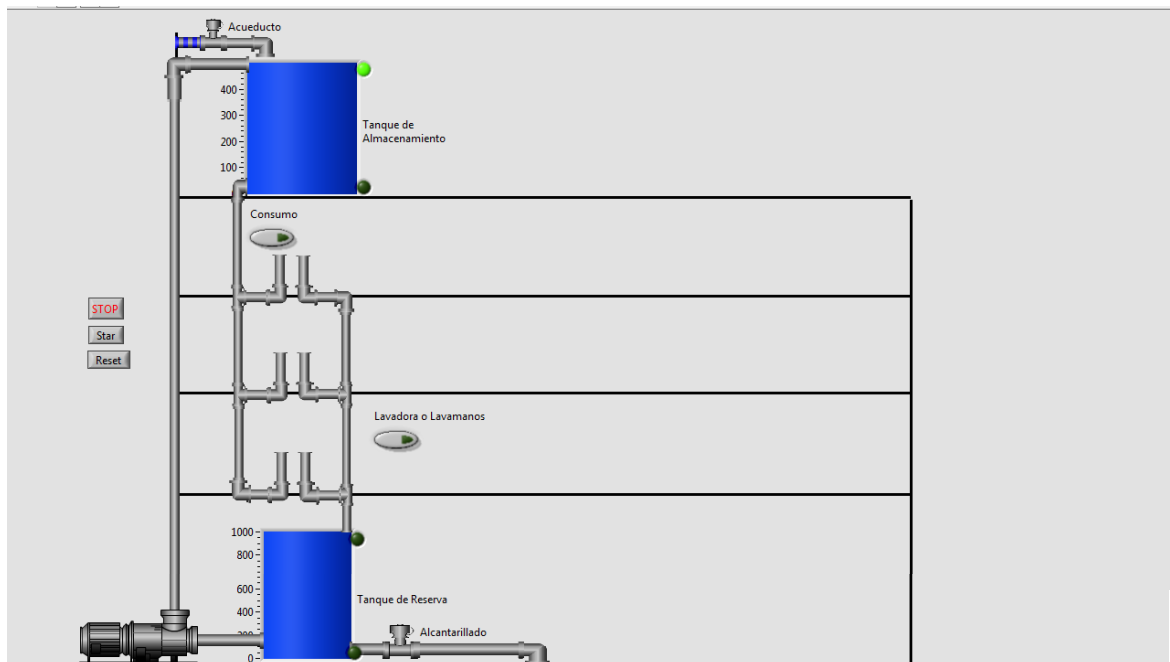 Acueducto
400
300
200
100
Tanque de
Almacenamiento
Consumo
STOP
Star
Reset
Lavadora o Lavamanos
1000
800
600
400
200
0
Tanque de Reserva
Alcantarillado